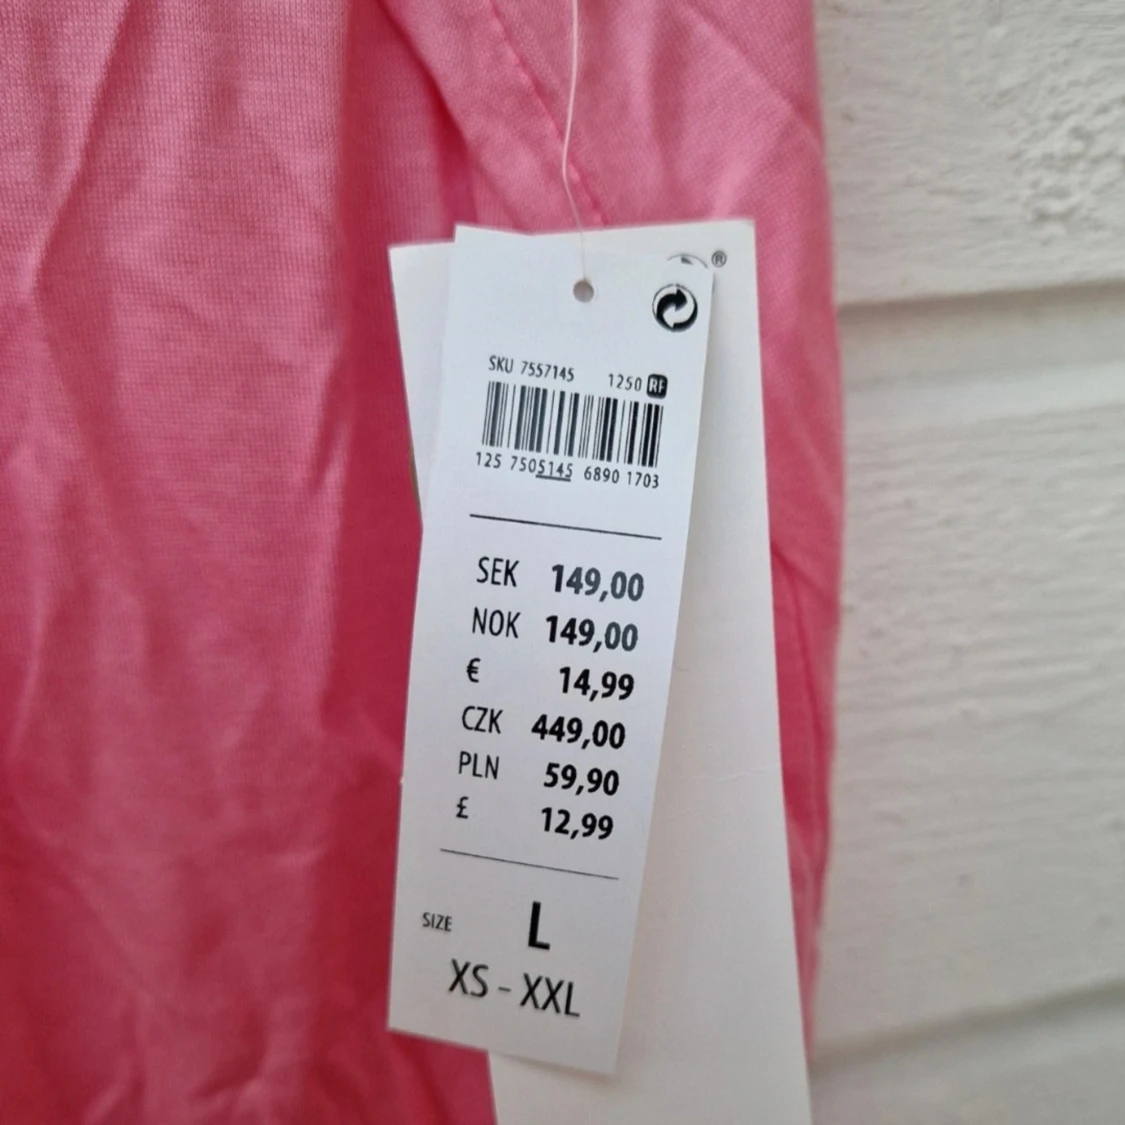 ®
SKU 7557145 1250 RF
125 7505145 6890 1703
SEK 149,00
NOK 149,00
€ 14,99
CZK 449,00
PLN 59,90
£ 12,99
SIZE L
XS - XXL